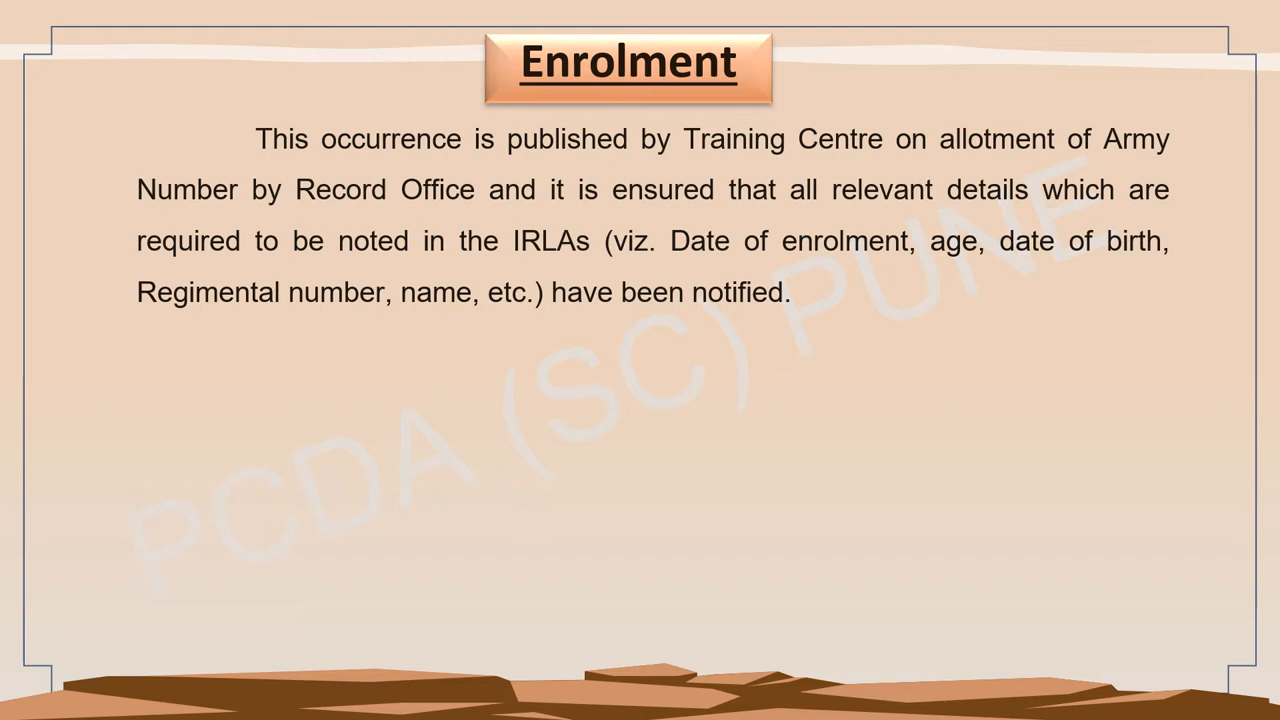 Enrolment
This occurrence is published by Training Centre on allotment of Army
Number by Record Office and it is ensured that all relevant details which are
required to be noted in the IRLAs (viz. Date of enrolment, age, date of birth,
Regimental number, name, etc.) have been notified.
PCDA (SC) PUNE